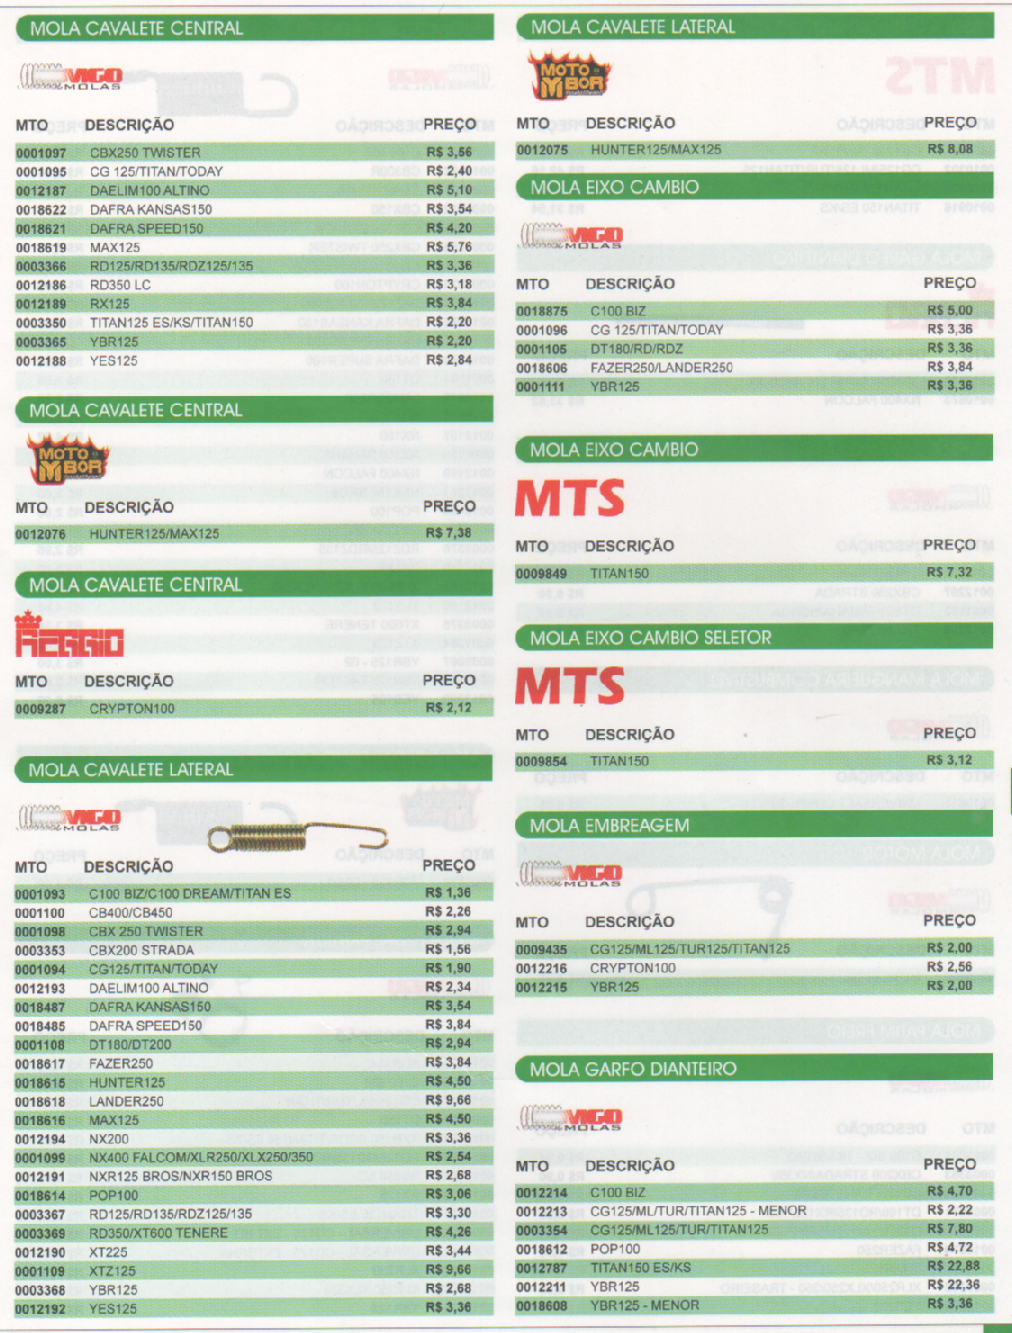 MOLA CAVALETE CENTRAL
VIGO
MOLAS
MTO DESCRIÇÃO PREÇO
0001097 CBX250 TWISTER R$ 3,56
0001095 CG 125/TITAN/TODAY R$ 2,40
0012187 DAELIM100 ALTINO R$ 5,10
0018622 DAFRA KANSAS150 R$ 3,54
0018621 DAFRA SPEED150 R$ 4,20
0018619 MAX125 R$ 5,76
0003366 RD125/RD135/RDZ125/135 R$ 3,36
0012186 RD350 LC R$ 3,18
0012189 RX125 R$ 3,84
0003350 TITAN125 ES/KS/TITAN150 R$ 2,20
0003365 YBR125 R$ 2,20
0012188 YES125 R$ 2,84
MOLA CAVALETE CENTRAL
MOTO
BOR
MTO DESCRIÇÃO PREÇO
0012076 HUNTER125/MAX125 R$ 7,38
MOLA CAVALETE CENTRAL
REGGIO
MTO DESCRIÇÃO PREÇO
0009287 CRYPTON100 R$ 2,12
MOLA CAVALETE LATERAL
VIGO
MOLAS
MTO DESCRIÇÃO PREÇO
0001093 C100 BIZ/C100 DREAM/TITAN ES R$ 1,36
0001100 CB400/CB450 R$ 2,26
0001098 CBX 250 TWISTER R$ 2,94
0003353 CBX200 STRADA R$ 1,56
0001094 CG125/TITAN/TODAY R$ 1,90
0012193 DAELIM100 ALTINO R$ 2,34
0018487 DAFRA KANSAS150 R$ 3,54
0018485 DAFRA SPEED150 R$ 3,84
0001108 DT180/DT200 R$ 2,94
0018617 FAZER250 R$ 3,84
0018615 HUNTER125 R$ 4,50
0018618 LANDER250 R$ 9,66
0018616 MAX125 R$ 4,50
0012194 NX200 R$ 3,36
0001099 NX400 FALCOM/XLR250/XLX250/350 R$ 2,54
0012191 NXR125 BROS/NXR150 BROS R$ 2,68
0018614 POP100 R$ 3,06
0003367 RD125/RD135/RDZ125/135 R$ 3,30
0003369 RD350/XT600 TENERE R$ 4,26
0012190 XT225 R$ 3,44
0001109 XTZ125 R$ 9,66
0003368 YBR125 R$ 2,68
0012192 YES125 R$ 3,36
MOLA CAVALETE LATERAL
MOTO
BOR
MTO DESCRIÇÃO PREÇO
0012075 HUNTER125/MAX125 R$ 8,08
MOLA EIXO CAMBIO
VIGO
MOLAS
MTO DESCRIÇÃO PREÇO
0018875 C100 BIZ R$ 5,00
0001096 CG 125/TITAN/TODAY R$ 3,36
0001105 DT180/RD/RDZ R$ 3,36
0018606 FAZER250/LANDER250 R$ 3,84
0001111 YBR125 R$ 3,36
MOLA EIXO CAMBIO
MTS
MTO DESCRIÇÃO PREÇO
0009849 TITAN150 R$ 7,32
MOLA EIXO CAMBIO SELETOR
MTS
MTO DESCRIÇÃO PREÇO
0009854 TITAN150 R$ 3,12
MOLA EMBREAGEM
VIGO
MOLAS
MTO DESCRIÇÃO PREÇO
0009435 CG125/ML125/TUR125/TITAN125 R$ 2,00
0012216 CRYPTON100 R$ 2,56
0012215 YBR125 R$ 2,00
MOLA GARFO DIANTEIRO
VIGO
MOLAS
MTO DESCRIÇÃO PREÇO
0012214 C100 BIZ R$ 4,70
0012213 CG125/ML/TUR/TITAN125 - MENOR R$ 2,22
0003354 CG125/ML125/TUR/TITAN125 R$ 7,80
0018612 POP100 R$ 4,72
0012787 TITAN150 ES/KS R$ 22,88
0012211 YBR125 R$ 22,36
0018608 YBR125 - MENOR R$ 3,36